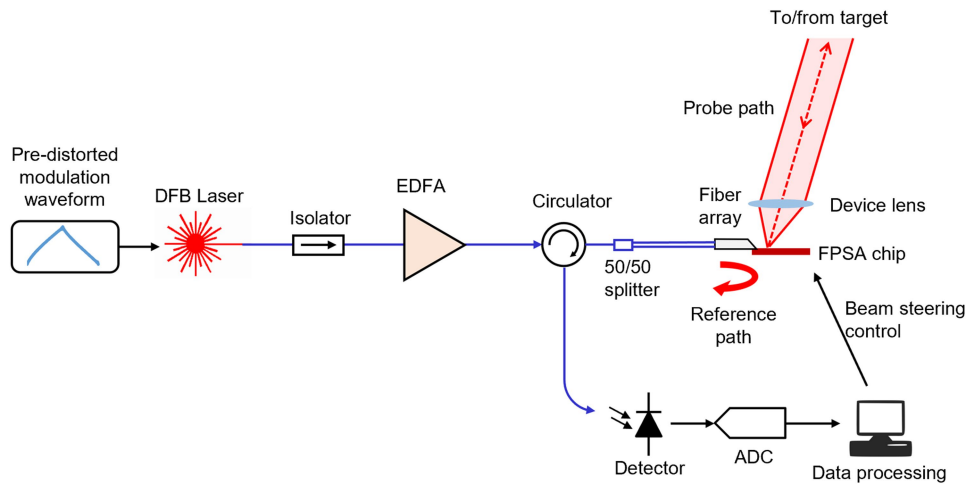 To/from target
Probe path
Pre-distorted
modulation
waveform
DFB Laser
EDFA
Isolator
Circulator
Fiber
array
Device lens
50/50
splitter
FPSA chip
Reference
path
Beam steering
control
Detector
ADC
Data processing